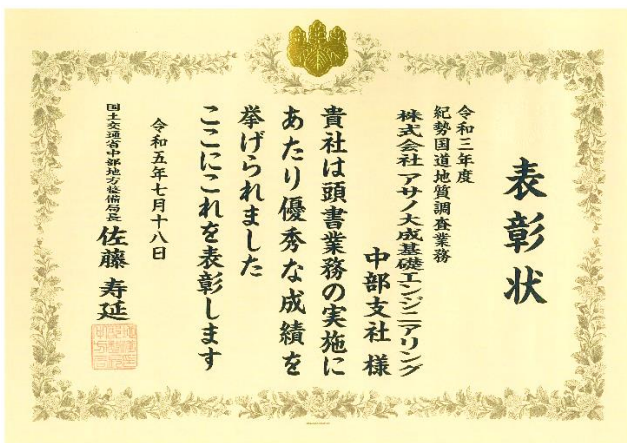 表彰状
令和三年度
紀勢国道地質調査業務
株式会社 アサノ大成基礎エンジニアリング
中部支社 様
貴社は頭書業務の実施に
あたり優秀な成績を
挙げられました
ここにこれを表彰します
令和五年七月十八日
国土交通省中部地方整備局長 佐藤 寿延